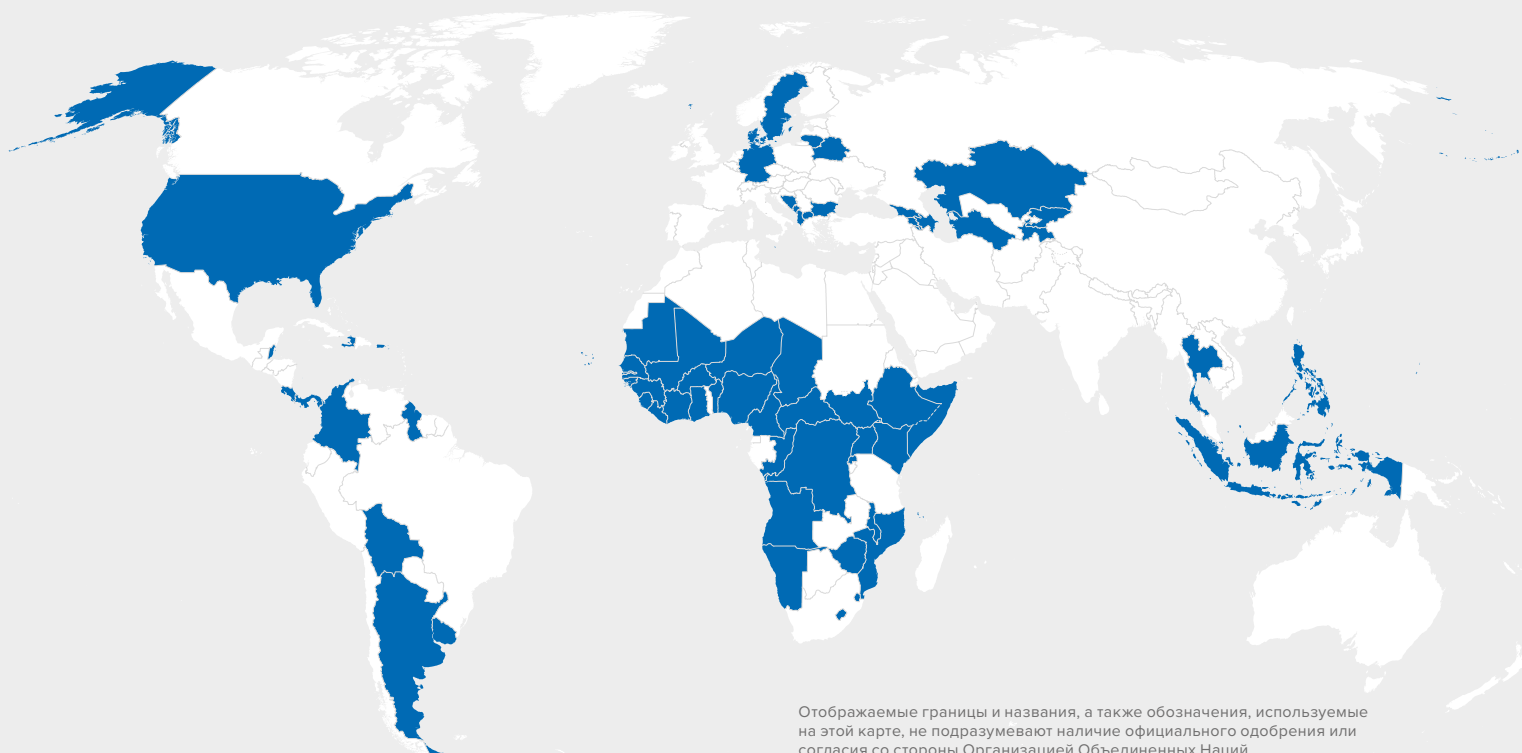 Отображаемые границы и названия, а также обозначения, используемые
на этой карте, не подразумевают наличие официального одобрения или
согласия со стороны Организацией Объединенных Наций